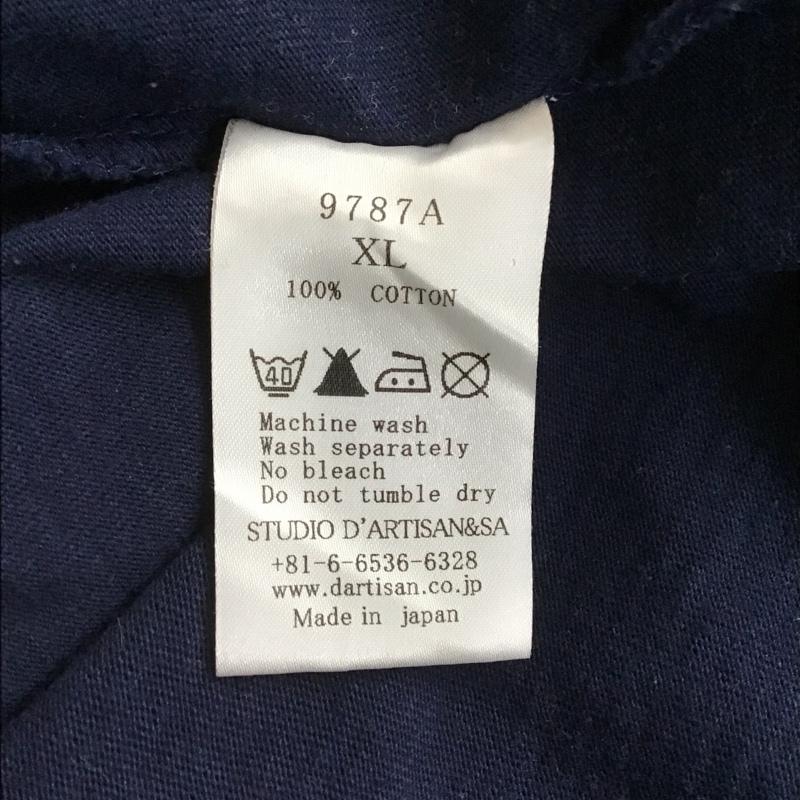 9787A
XL
100% COTTON
40
Machine wash
Wash separately
No bleach
Do not tumble dry
STUDIO D'ARTISAN&SA
+81-6-6536-6328
www.dartisan.co.jp
Made in japan